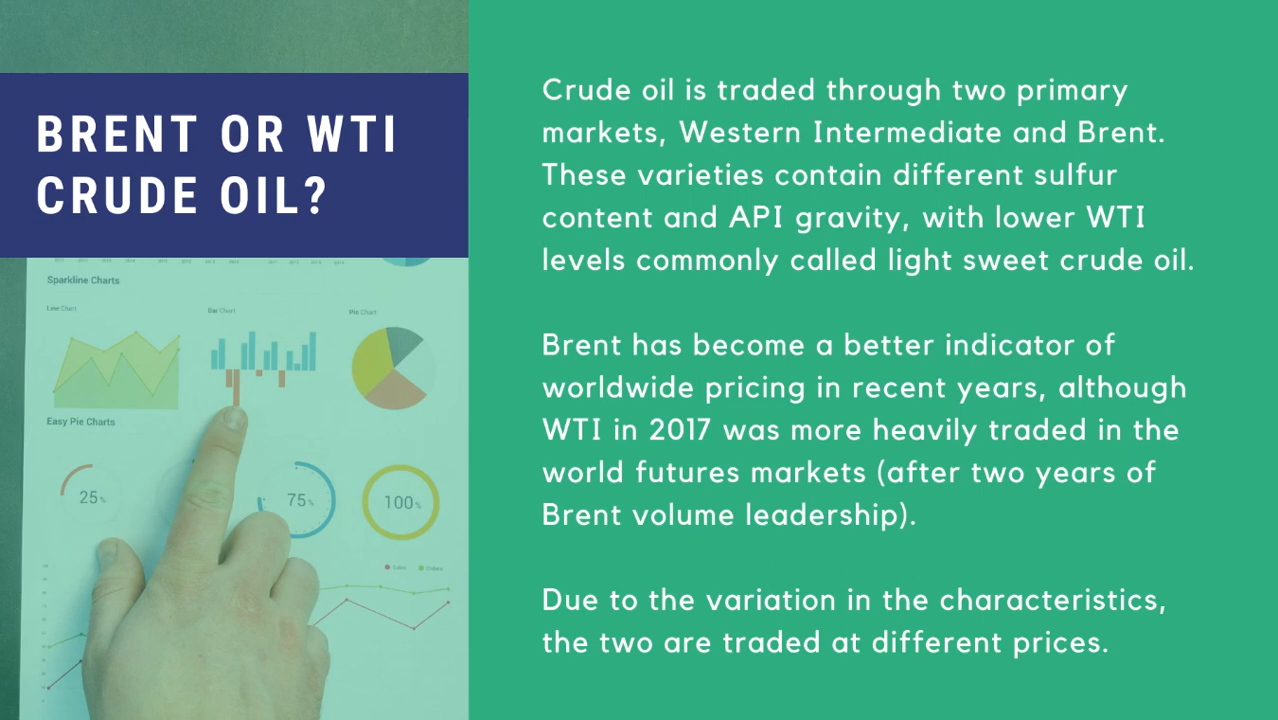 BRENT OR WTI
CRUDE OIL?
Crude oil is traded through two primary
markets, Western Intermediate and Brent.
These varieties contain different sulfur
content and API gravity, with lower WTI
levels commonly called light sweet crude oil.
Brent has become a better indicator of
worldwide pricing in recent years, although
WTI in 2017 was more heavily traded in the
world futures markets (after two years of
Brent volume leadership).
Due to the variation in the characteristics,
the two are traded at different prices.
Sparkline Charts
Line Chart
Bar Chart
Pie Chart
Easy Pie Charts
25%
75%
100%